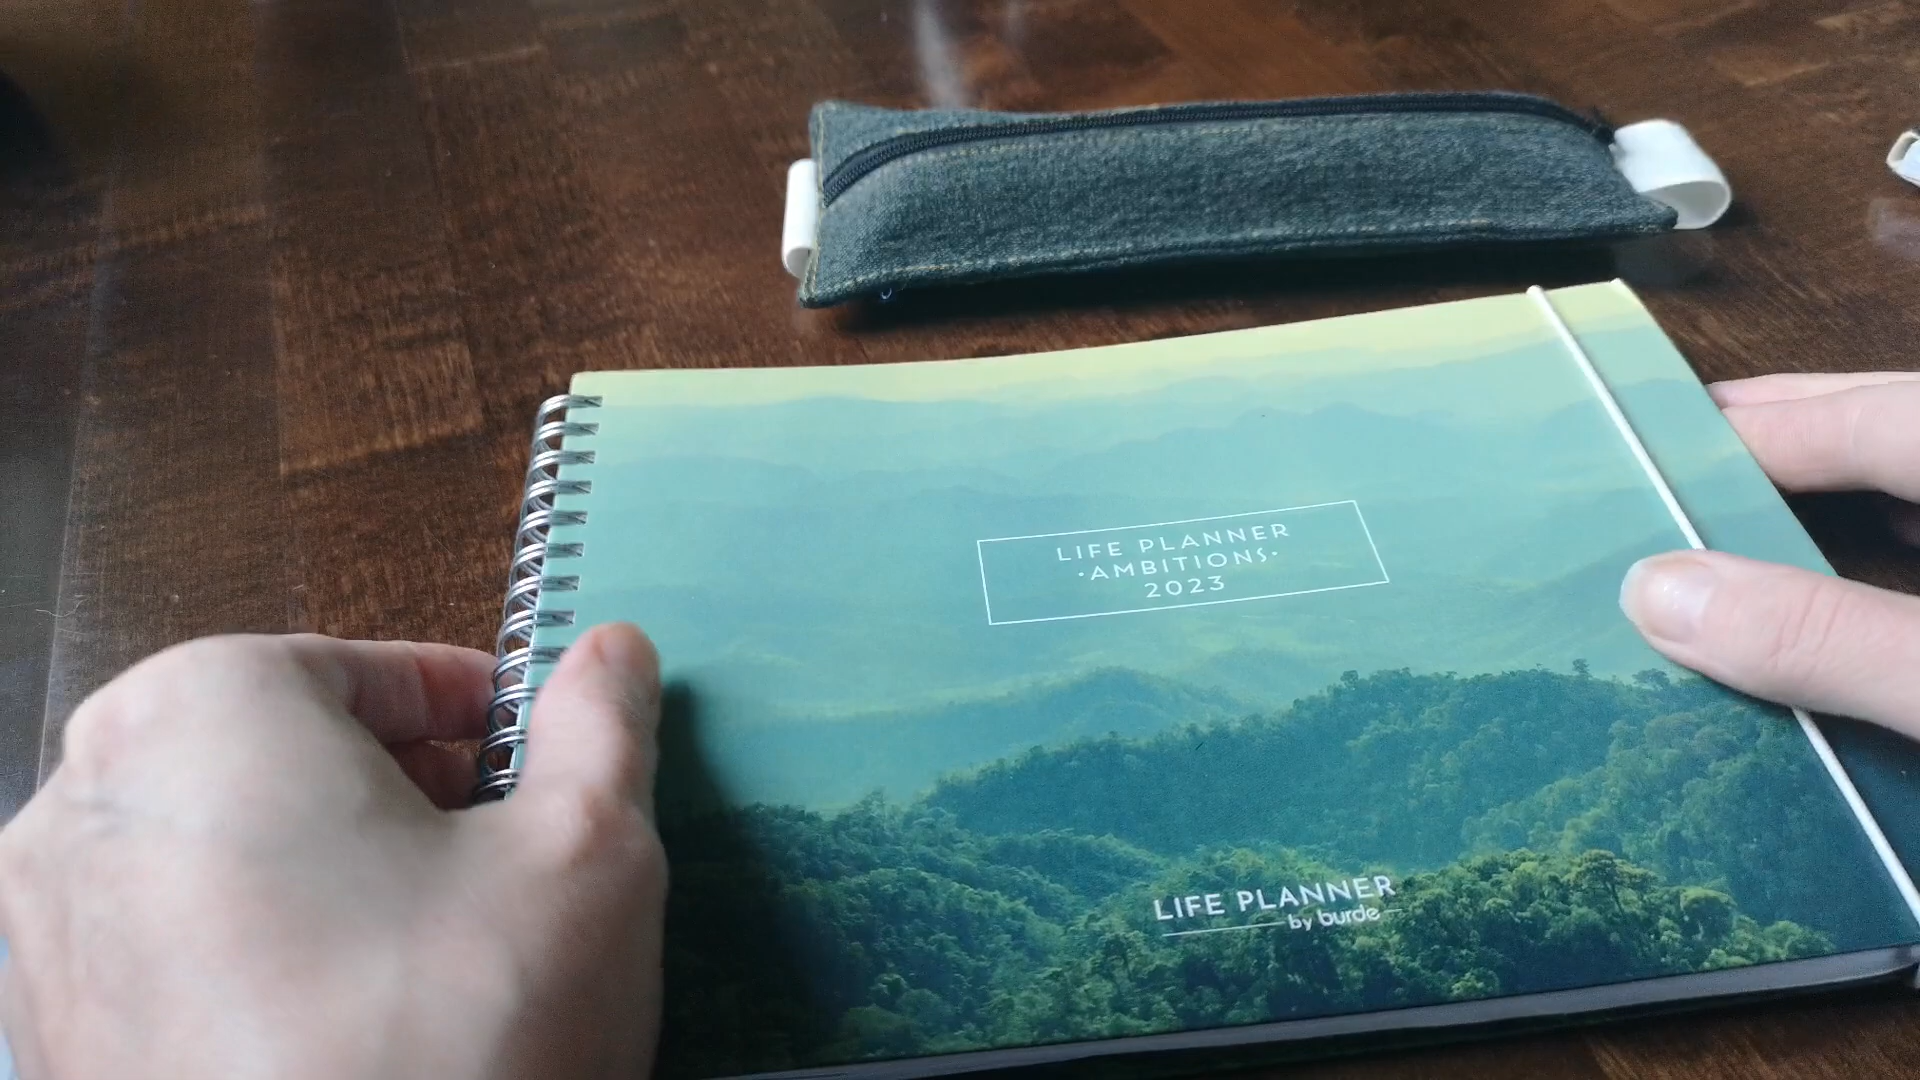 LIFE PLANNER
·AMBITIONS·
2023
LIFE PLANNER
by burde